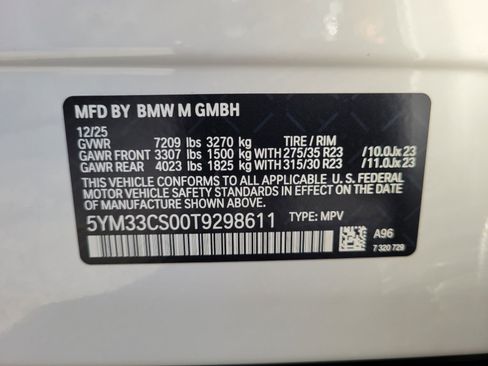 MFD BY BMW M GMBH
12/25
GVWR 7209 lbs 3270 kg TIRE / RIM
GAWR FRONT 3307 lbs 1500 kg WITH 275/35 R23 /10.0Jx23
GAWR REAR 4023 lbs 1825 kg WITH 315/30 R23 /11.0Jx23
THIS VEHICLE CONFORMS TO ALL APPLICABLE U. S. FEDERAL
MOTOR VEHICLE SAFETY STANDARDS IN EFFECT ON THE
DATE OF MANUFACTURE SHOWN ABOVE.
5YM33CS00T9298611 TYPE: MPV
A96
7 320 729